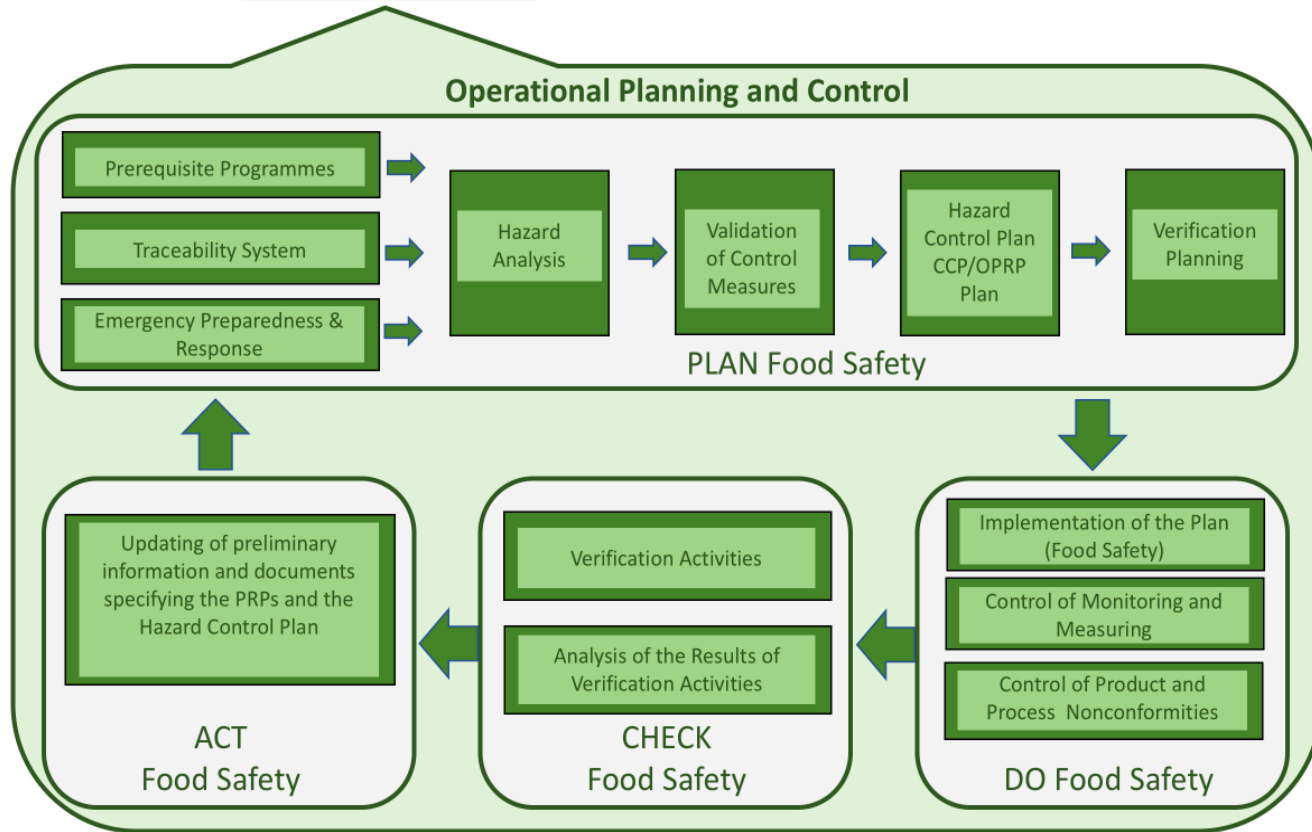 Operational Planning and Control
Prerequisite Programmes
Traceability System
Emergency Preparedness &
Response
Hazard
Analysis
Validation
of Control
Measures
Hazard
Control Plan
CCP/OPRP
Plan
Verification
Planning
PLAN Food Safety
Updating of preliminary
information and documents
specifying the PRPs and the
Hazard Control Plan
ACT
Food Safety
Verification Activities
Analysis of the Results of
Verification Activities
CHECK
Food Safety
Implementation of the Plan
(Food Safety)
Control of Monitoring and
Measuring
Control of Product and
Process Nonconformities
DO Food Safety